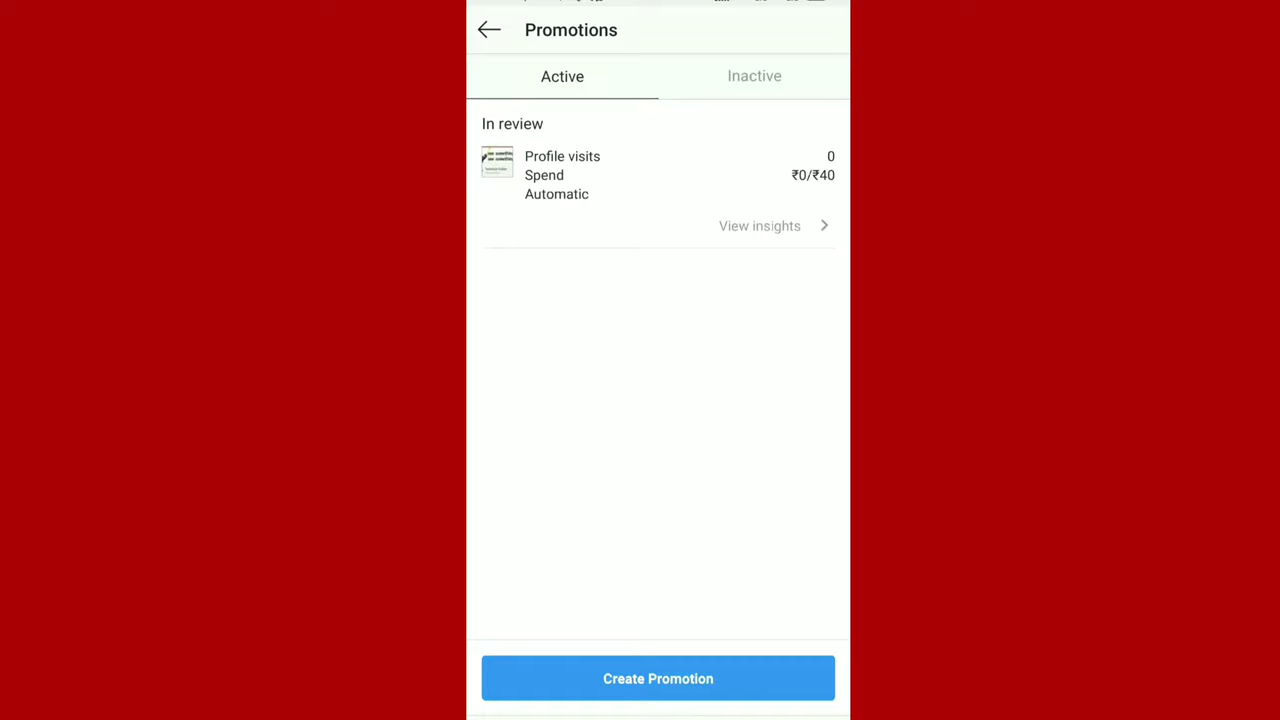 Promotions
Active
Inactive
In review
Profile visits 0
Spend ₹0/₹40
Automatic
View insights
Create Promotion